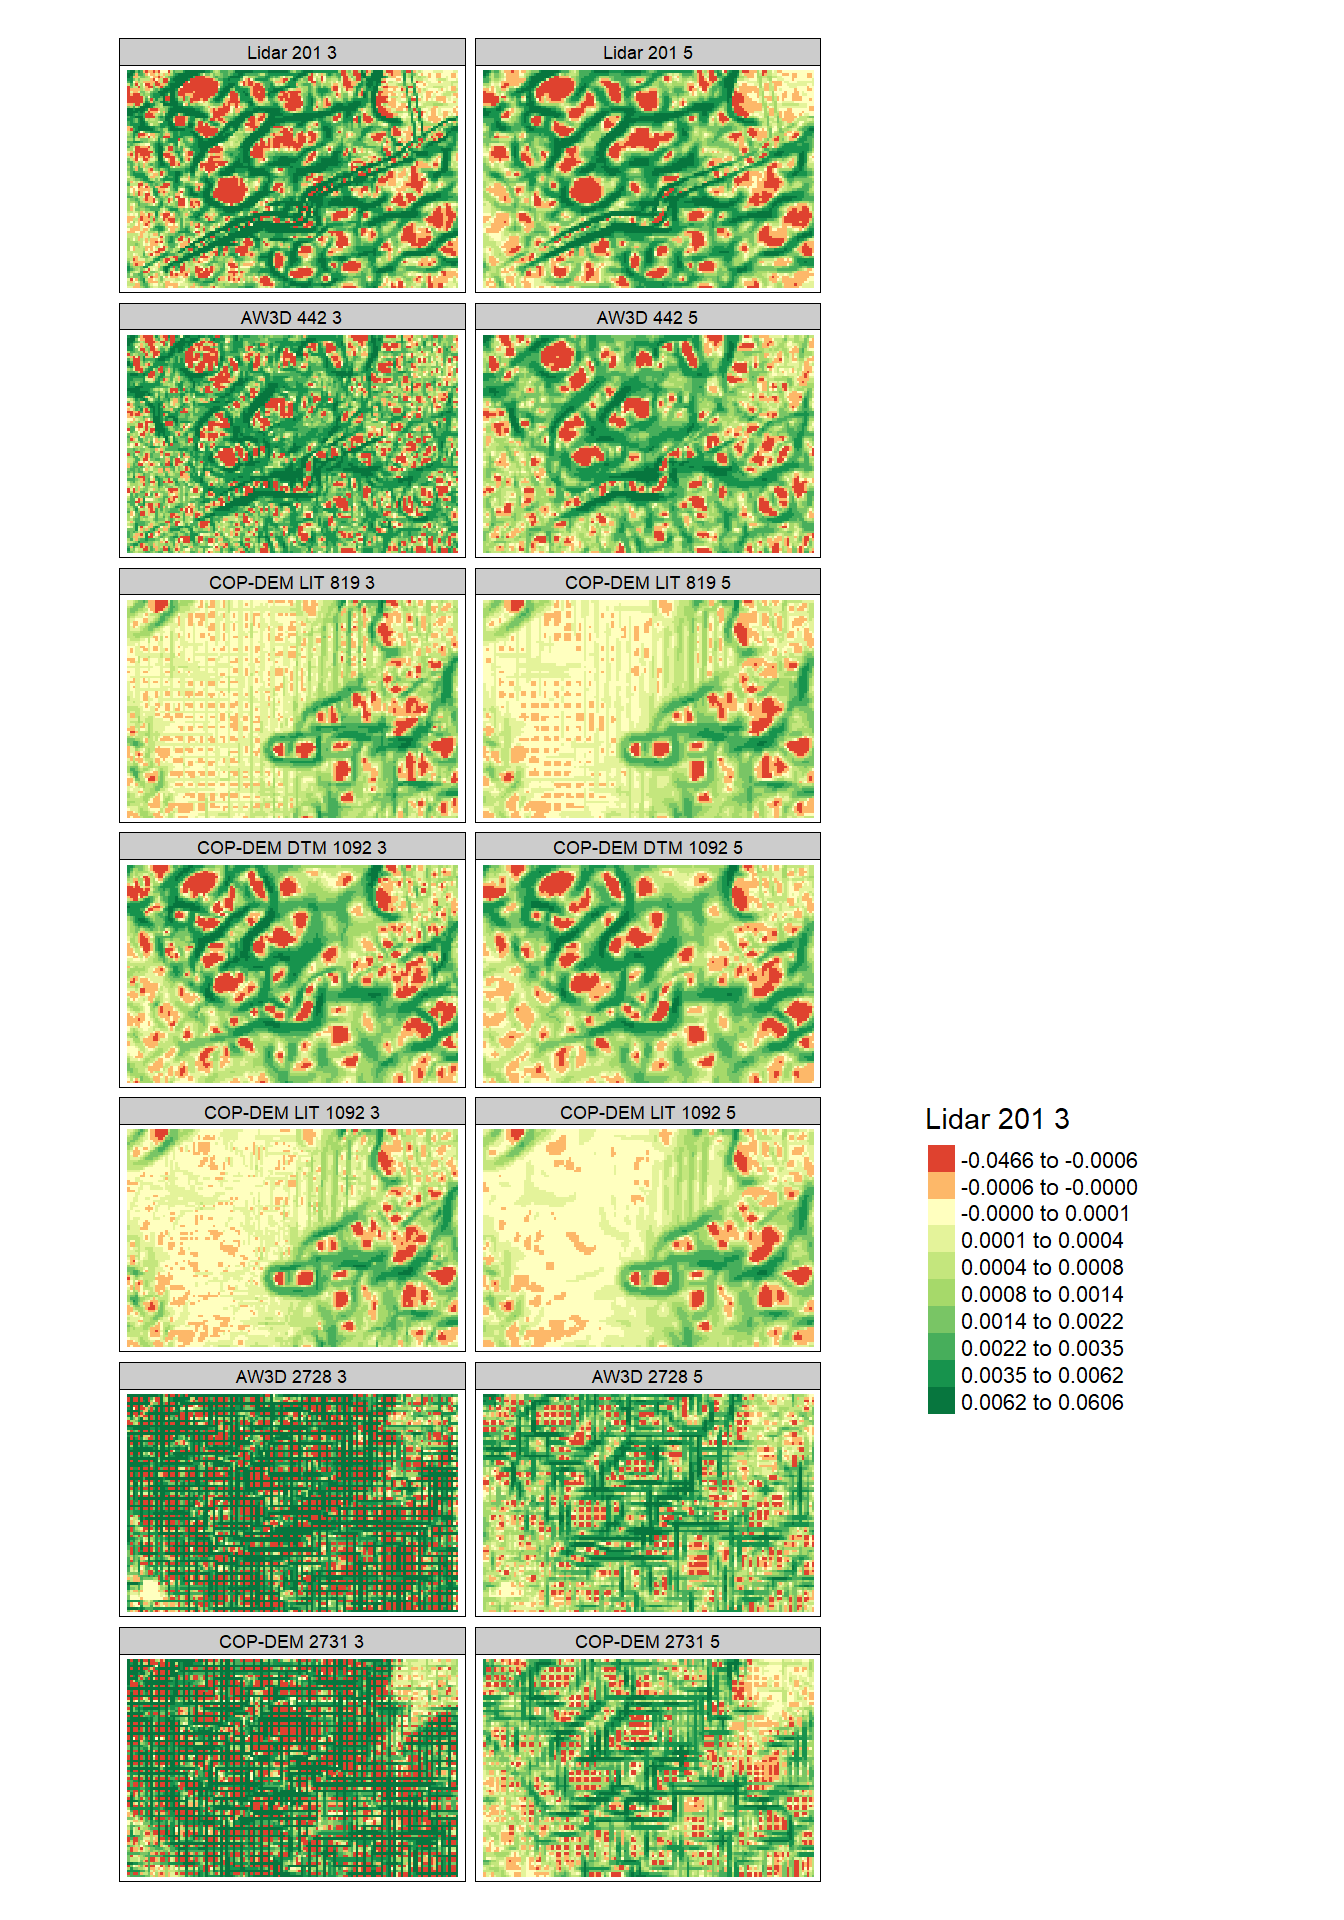 Lidar 201 3
Lidar 201 5
AW3D 442 3
AW3D 442 5
COP-DEM LIT 819 3
COP-DEM LIT 819 5
COP-DEM DTM 1092 3
COP-DEM DTM 1092 5
COP-DEM LIT 1092 3
COP-DEM LIT 1092 5
Lidar 201 3
-0.0466 to -0.0006
-0.0006 to -0.0000
-0.0000 to 0.0001
0.0001 to 0.0004
0.0004 to 0.0008
0.0008 to 0.0014
0.0014 to 0.0022
0.0022 to 0.0035
0.0035 to 0.0062
0.0062 to 0.0606
AW3D 2728 3
AW3D 2728 5
COP-DEM 2731 3
COP-DEM 2731 5